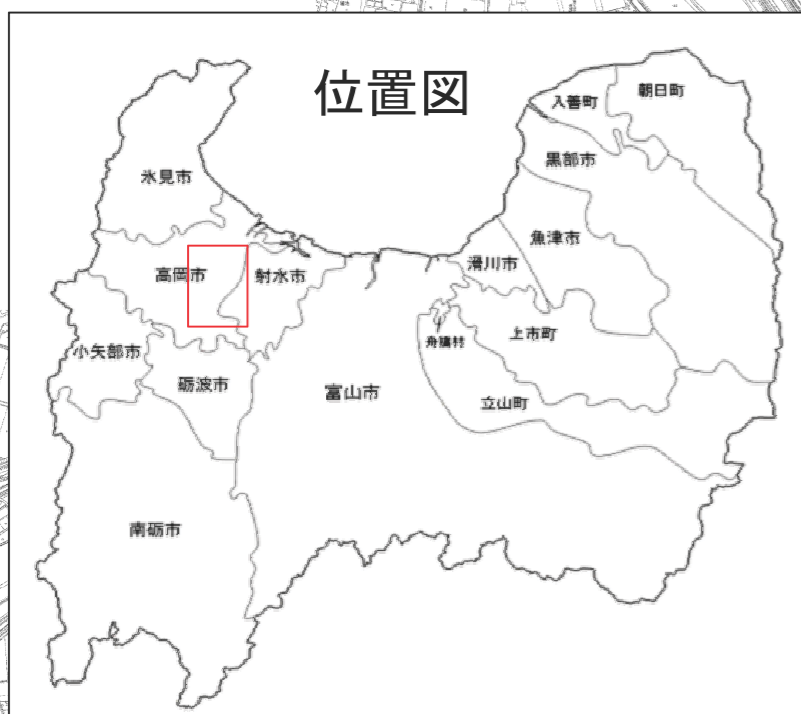 位置図
入善町
朝日町
黒部市
氷見市
魚津市
滑川市
高岡市
射水市
上市町
舟橋村
小矢部市
砺波市
富山市
立山町
南砺市